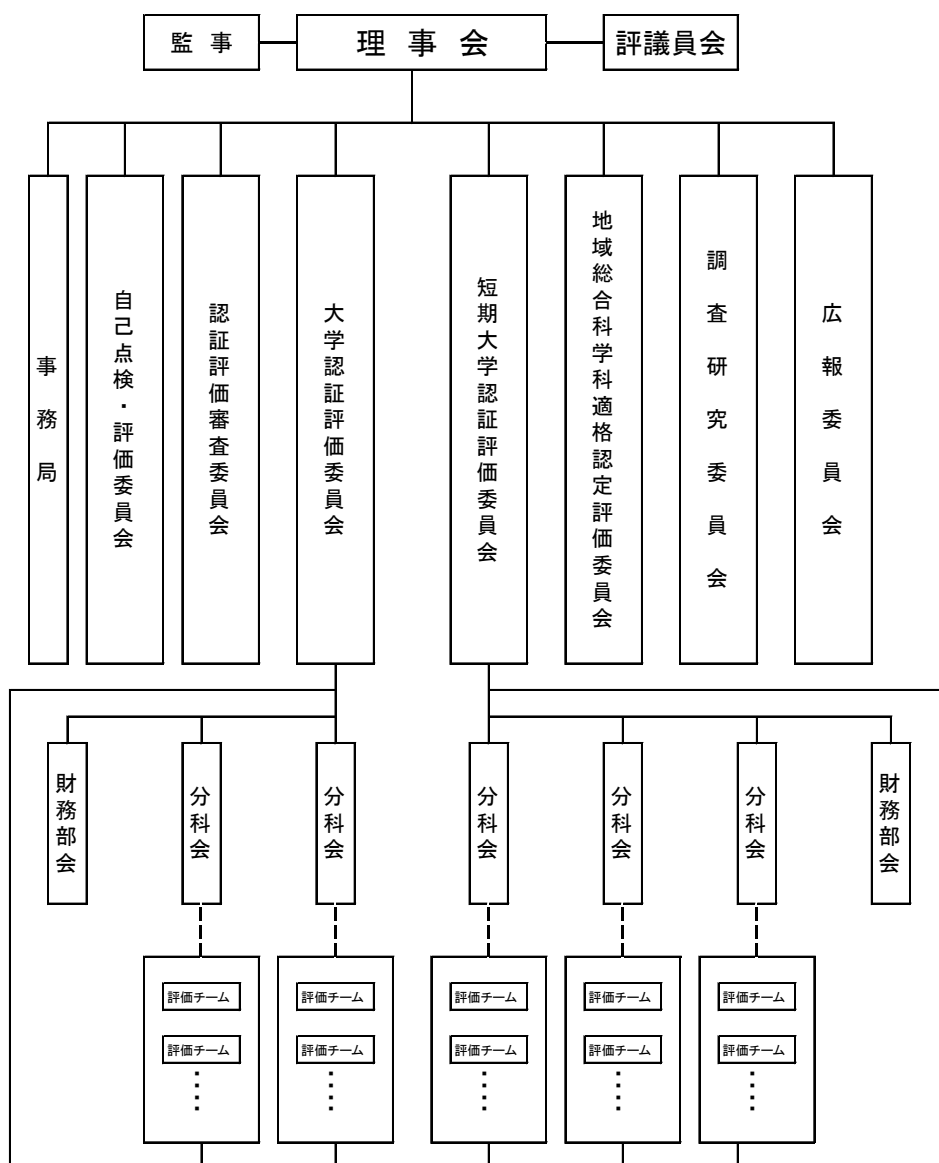 監 事
理 事 会
評議員会
事務局
自己点検・評価委員会
認証評価審査委員会
大学認証評価委員会
短期大学認証評価委員会
地域総合科学科適格認定評価委員会
調査研究委員会
広報委員会
財務部会
分科会
分科会
分科会
分科会
分科会
財務部会
評価チーム
評価チーム
評価チーム
評価チーム
評価チーム
評価チーム
評価チーム
評価チーム
評価チーム
評価チーム